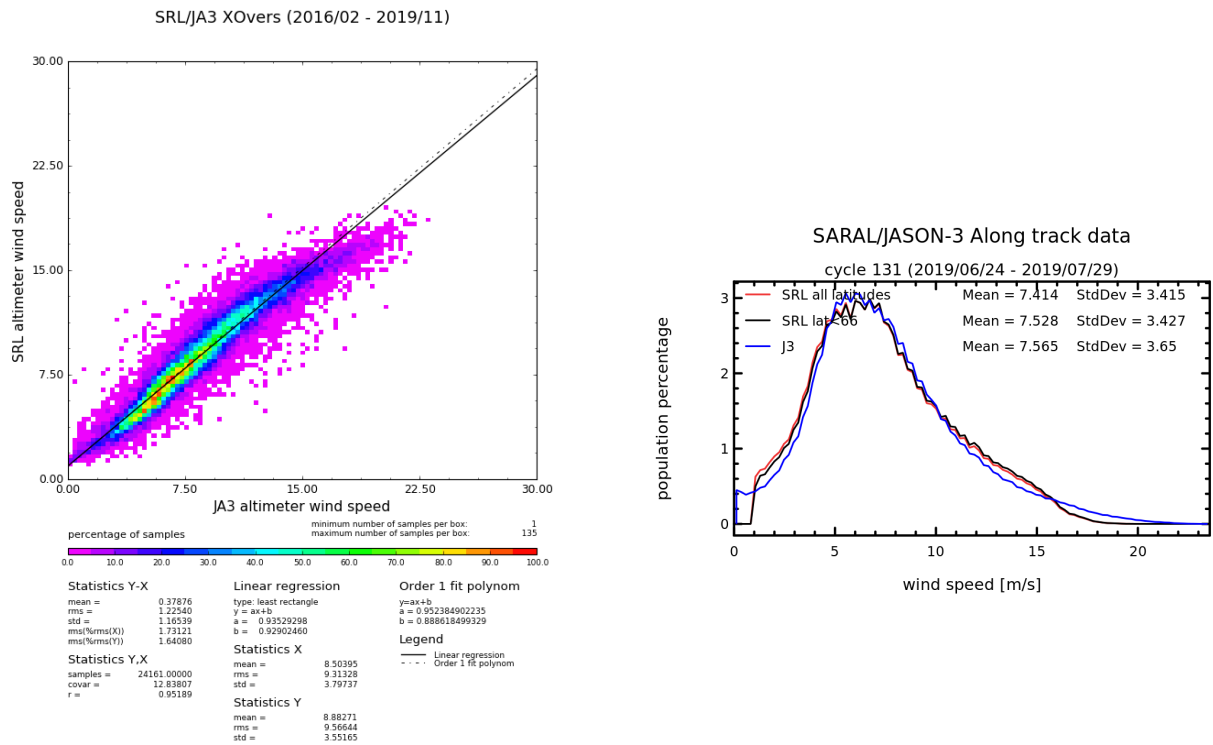 SRL/JA3 XOvers (2016/02 - 2019/11)
30.00
22.50
15.00
7.50
0.00
SRL altimeter wind speed
0.00 7.50 15.00 22.50 30.00
JA3 altimeter wind speed
percentage of samples
minimum number of samples per box: 1
maximum number of samples per box: 135
0.0 10.0 20.0 30.0 40.0 50.0 60.0 70.0 80.0 90.0 100.0
Statistics Y-X
mean = 0.37876
rms = 1.22540
std = 1.16539
rms(%rms(X)) 1.73121
rms(%rms(Y)) 1.64080
Statistics Y,X
samples = 24161.00000
covar = 12.83807
r = 0.95189
Linear regression
type: least rectangle
y = ax+b
a = 0.93529298
b = 0.92902460
Statistics X
mean = 8.50395
rms = 9.31328
std = 3.79737
Statistics Y
mean = 8.88271
rms = 9.56644
std = 3.55165
Order 1 fit polynom
y=ax+b
a = 0.952384902235
b = 0.888618499329
Legend
Linear regression
Order 1 fit polynom
SARAL/JASON-3 Along track data
cycle 131 (2019/06/24 - 2019/07/29)
SRL all latitudes Mean = 7.414 StdDev = 3.415
SRL lat<66 Mean = 7.528 StdDev = 3.427
J3 Mean = 7.565 StdDev = 3.65
3
2
1
0
population percentage
0 5 10 15 20
wind speed [m/s]